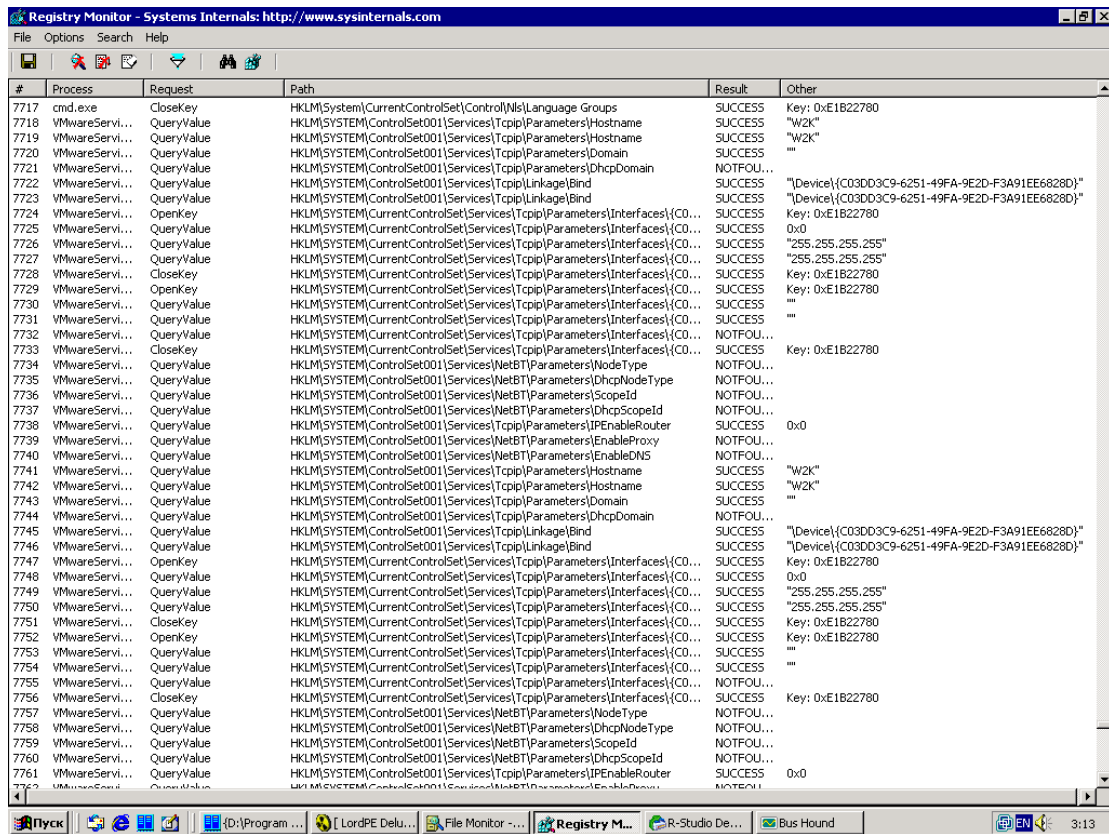 Registry Monitor - Systems Internals: http://www.sysinternals.com
File Options Search Help
# Process Request Path Result Other
7717 cmd.exe CloseKey HKLM\System\CurrentControlSet\Control\Nls\Language Groups SUCCESS Key: 0xE1B22780
7718 VMwareServi... QueryValue HKLM\SYSTEM\ControlSet001\Services\Tcpip\Parameters\Hostname SUCCESS "W2K"
7719 VMwareServi... QueryValue HKLM\SYSTEM\ControlSet001\Services\Tcpip\Parameters\Hostname SUCCESS "W2K"
7720 VMwareServi... QueryValue HKLM\SYSTEM\ControlSet001\Services\Tcpip\Parameters\Domain SUCCESS ""
7721 VMwareServi... QueryValue HKLM\SYSTEM\ControlSet001\Services\Tcpip\Parameters\DhcpDomain NOTFOU...
7722 VMwareServi... QueryValue HKLM\SYSTEM\ControlSet001\Services\Tcpip\Linkage\Bind SUCCESS "\Device\{C03DD3C9-6251-49FA-9E2D-F3A91EE6828D}"
7723 VMwareServi... QueryValue HKLM\SYSTEM\ControlSet001\Services\Tcpip\Linkage\Bind SUCCESS "\Device\{C03DD3C9-6251-49FA-9E2D-F3A91EE6828D}"
7724 VMwareServi... OpenKey HKLM\SYSTEM\CurrentControlSet\Services\Tcpip\Parameters\Interfaces\{C0... SUCCESS Key: 0xE1B22780
7725 VMwareServi... QueryValue HKLM\SYSTEM\CurrentControlSet\Services\Tcpip\Parameters\Interfaces\{C0... SUCCESS 0x0
7726 VMwareServi... QueryValue HKLM\SYSTEM\CurrentControlSet\Services\Tcpip\Parameters\Interfaces\{C0... SUCCESS "255.255.255.255"
7727 VMwareServi... QueryValue HKLM\SYSTEM\CurrentControlSet\Services\Tcpip\Parameters\Interfaces\{C0... SUCCESS "255.255.255.255"
7728 VMwareServi... CloseKey HKLM\SYSTEM\CurrentControlSet\Services\Tcpip\Parameters\Interfaces\{C0... SUCCESS Key: 0xE1B22780
7729 VMwareServi... OpenKey HKLM\SYSTEM\CurrentControlSet\Services\Tcpip\Parameters\Interfaces\{C0... SUCCESS Key: 0xE1B22780
7730 VMwareServi... QueryValue HKLM\SYSTEM\CurrentControlSet\Services\Tcpip\Parameters\Interfaces\{C0... SUCCESS ""
7731 VMwareServi... QueryValue HKLM\SYSTEM\CurrentControlSet\Services\Tcpip\Parameters\Interfaces\{C0... SUCCESS ""
7732 VMwareServi... QueryValue HKLM\SYSTEM\CurrentControlSet\Services\Tcpip\Parameters\Interfaces\{C0... NOTFOU...
7733 VMwareServi... CloseKey HKLM\SYSTEM\CurrentControlSet\Services\Tcpip\Parameters\Interfaces\{C0... SUCCESS Key: 0xE1B22780
7734 VMwareServi... QueryValue HKLM\SYSTEM\ControlSet001\Services\NetBT\Parameters\NodeType NOTFOU...
7735 VMwareServi... QueryValue HKLM\SYSTEM\ControlSet001\Services\NetBT\Parameters\DhcpNodeType NOTFOU...
7736 VMwareServi... QueryValue HKLM\SYSTEM\ControlSet001\Services\NetBT\Parameters\ScopeId NOTFOU...
7737 VMwareServi... QueryValue HKLM\SYSTEM\ControlSet001\Services\NetBT\Parameters\DhcpScopeId NOTFOU...
7738 VMwareServi... QueryValue HKLM\SYSTEM\ControlSet001\Services\Tcpip\Parameters\IPEnableRouter SUCCESS 0x0
7739 VMwareServi... QueryValue HKLM\SYSTEM\ControlSet001\Services\NetBT\Parameters\EnableProxy NOTFOU...
7740 VMwareServi... QueryValue HKLM\SYSTEM\ControlSet001\Services\NetBT\Parameters\EnableDNS NOTFOU...
7741 VMwareServi... QueryValue HKLM\SYSTEM\ControlSet001\Services\Tcpip\Parameters\Hostname SUCCESS "W2K"
7742 VMwareServi... QueryValue HKLM\SYSTEM\ControlSet001\Services\Tcpip\Parameters\Hostname SUCCESS "W2K"
7743 VMwareServi... QueryValue HKLM\SYSTEM\ControlSet001\Services\Tcpip\Parameters\Domain SUCCESS ""
7744 VMwareServi... QueryValue HKLM\SYSTEM\ControlSet001\Services\Tcpip\Parameters\DhcpDomain NOTFOU...
7745 VMwareServi... QueryValue HKLM\SYSTEM\ControlSet001\Services\Tcpip\Linkage\Bind SUCCESS "\Device\{C03DD3C9-6251-49FA-9E2D-F3A91EE6828D}"
7746 VMwareServi... QueryValue HKLM\SYSTEM\ControlSet001\Services\Tcpip\Linkage\Bind SUCCESS "\Device\{C03DD3C9-6251-49FA-9E2D-F3A91EE6828D}"
7747 VMwareServi... OpenKey HKLM\SYSTEM\CurrentControlSet\Services\Tcpip\Parameters\Interfaces\{C0... SUCCESS Key: 0xE1B22780
7748 VMwareServi... QueryValue HKLM\SYSTEM\CurrentControlSet\Services\Tcpip\Parameters\Interfaces\{C0... SUCCESS 0x0
7749 VMwareServi... QueryValue HKLM\SYSTEM\CurrentControlSet\Services\Tcpip\Parameters\Interfaces\{C0... SUCCESS "255.255.255.255"
7750 VMwareServi... QueryValue HKLM\SYSTEM\CurrentControlSet\Services\Tcpip\Parameters\Interfaces\{C0... SUCCESS "255.255.255.255"
7751 VMwareServi... CloseKey HKLM\SYSTEM\CurrentControlSet\Services\Tcpip\Parameters\Interfaces\{C0... SUCCESS Key: 0xE1B22780
7752 VMwareServi... OpenKey HKLM\SYSTEM\CurrentControlSet\Services\Tcpip\Parameters\Interfaces\{C0... SUCCESS Key: 0xE1B22780
7753 VMwareServi... QueryValue HKLM\SYSTEM\CurrentControlSet\Services\Tcpip\Parameters\Interfaces\{C0... SUCCESS ""
7754 VMwareServi... QueryValue HKLM\SYSTEM\CurrentControlSet\Services\Tcpip\Parameters\Interfaces\{C0... SUCCESS ""
7755 VMwareServi... QueryValue HKLM\SYSTEM\CurrentControlSet\Services\Tcpip\Parameters\Interfaces\{C0... NOTFOU...
7756 VMwareServi... CloseKey HKLM\SYSTEM\CurrentControlSet\Services\Tcpip\Parameters\Interfaces\{C0... SUCCESS Key: 0xE1B22780
7757 VMwareServi... QueryValue HKLM\SYSTEM\ControlSet001\Services\NetBT\Parameters\NodeType NOTFOU...
7758 VMwareServi... QueryValue HKLM\SYSTEM\ControlSet001\Services\NetBT\Parameters\DhcpNodeType NOTFOU...
7759 VMwareServi... QueryValue HKLM\SYSTEM\ControlSet001\Services\NetBT\Parameters\ScopeId NOTFOU...
7760 VMwareServi... QueryValue HKLM\SYSTEM\ControlSet001\Services\NetBT\Parameters\DhcpScopeId NOTFOU...
7761 VMwareServi... QueryValue HKLM\SYSTEM\ControlSet001\Services\Tcpip\Parameters\IPEnableRouter SUCCESS 0x0
7762 VMwareServi... QueryValue HKLM\SYSTEM\ControlSet001\Services\NetBT\Parameters\EnableProxy NOTFOU...
Пуск {D:\Program ... [ LordPE Delu... File Monitor -... Registry M... R-Studio De... Bus Hound EN 3:13